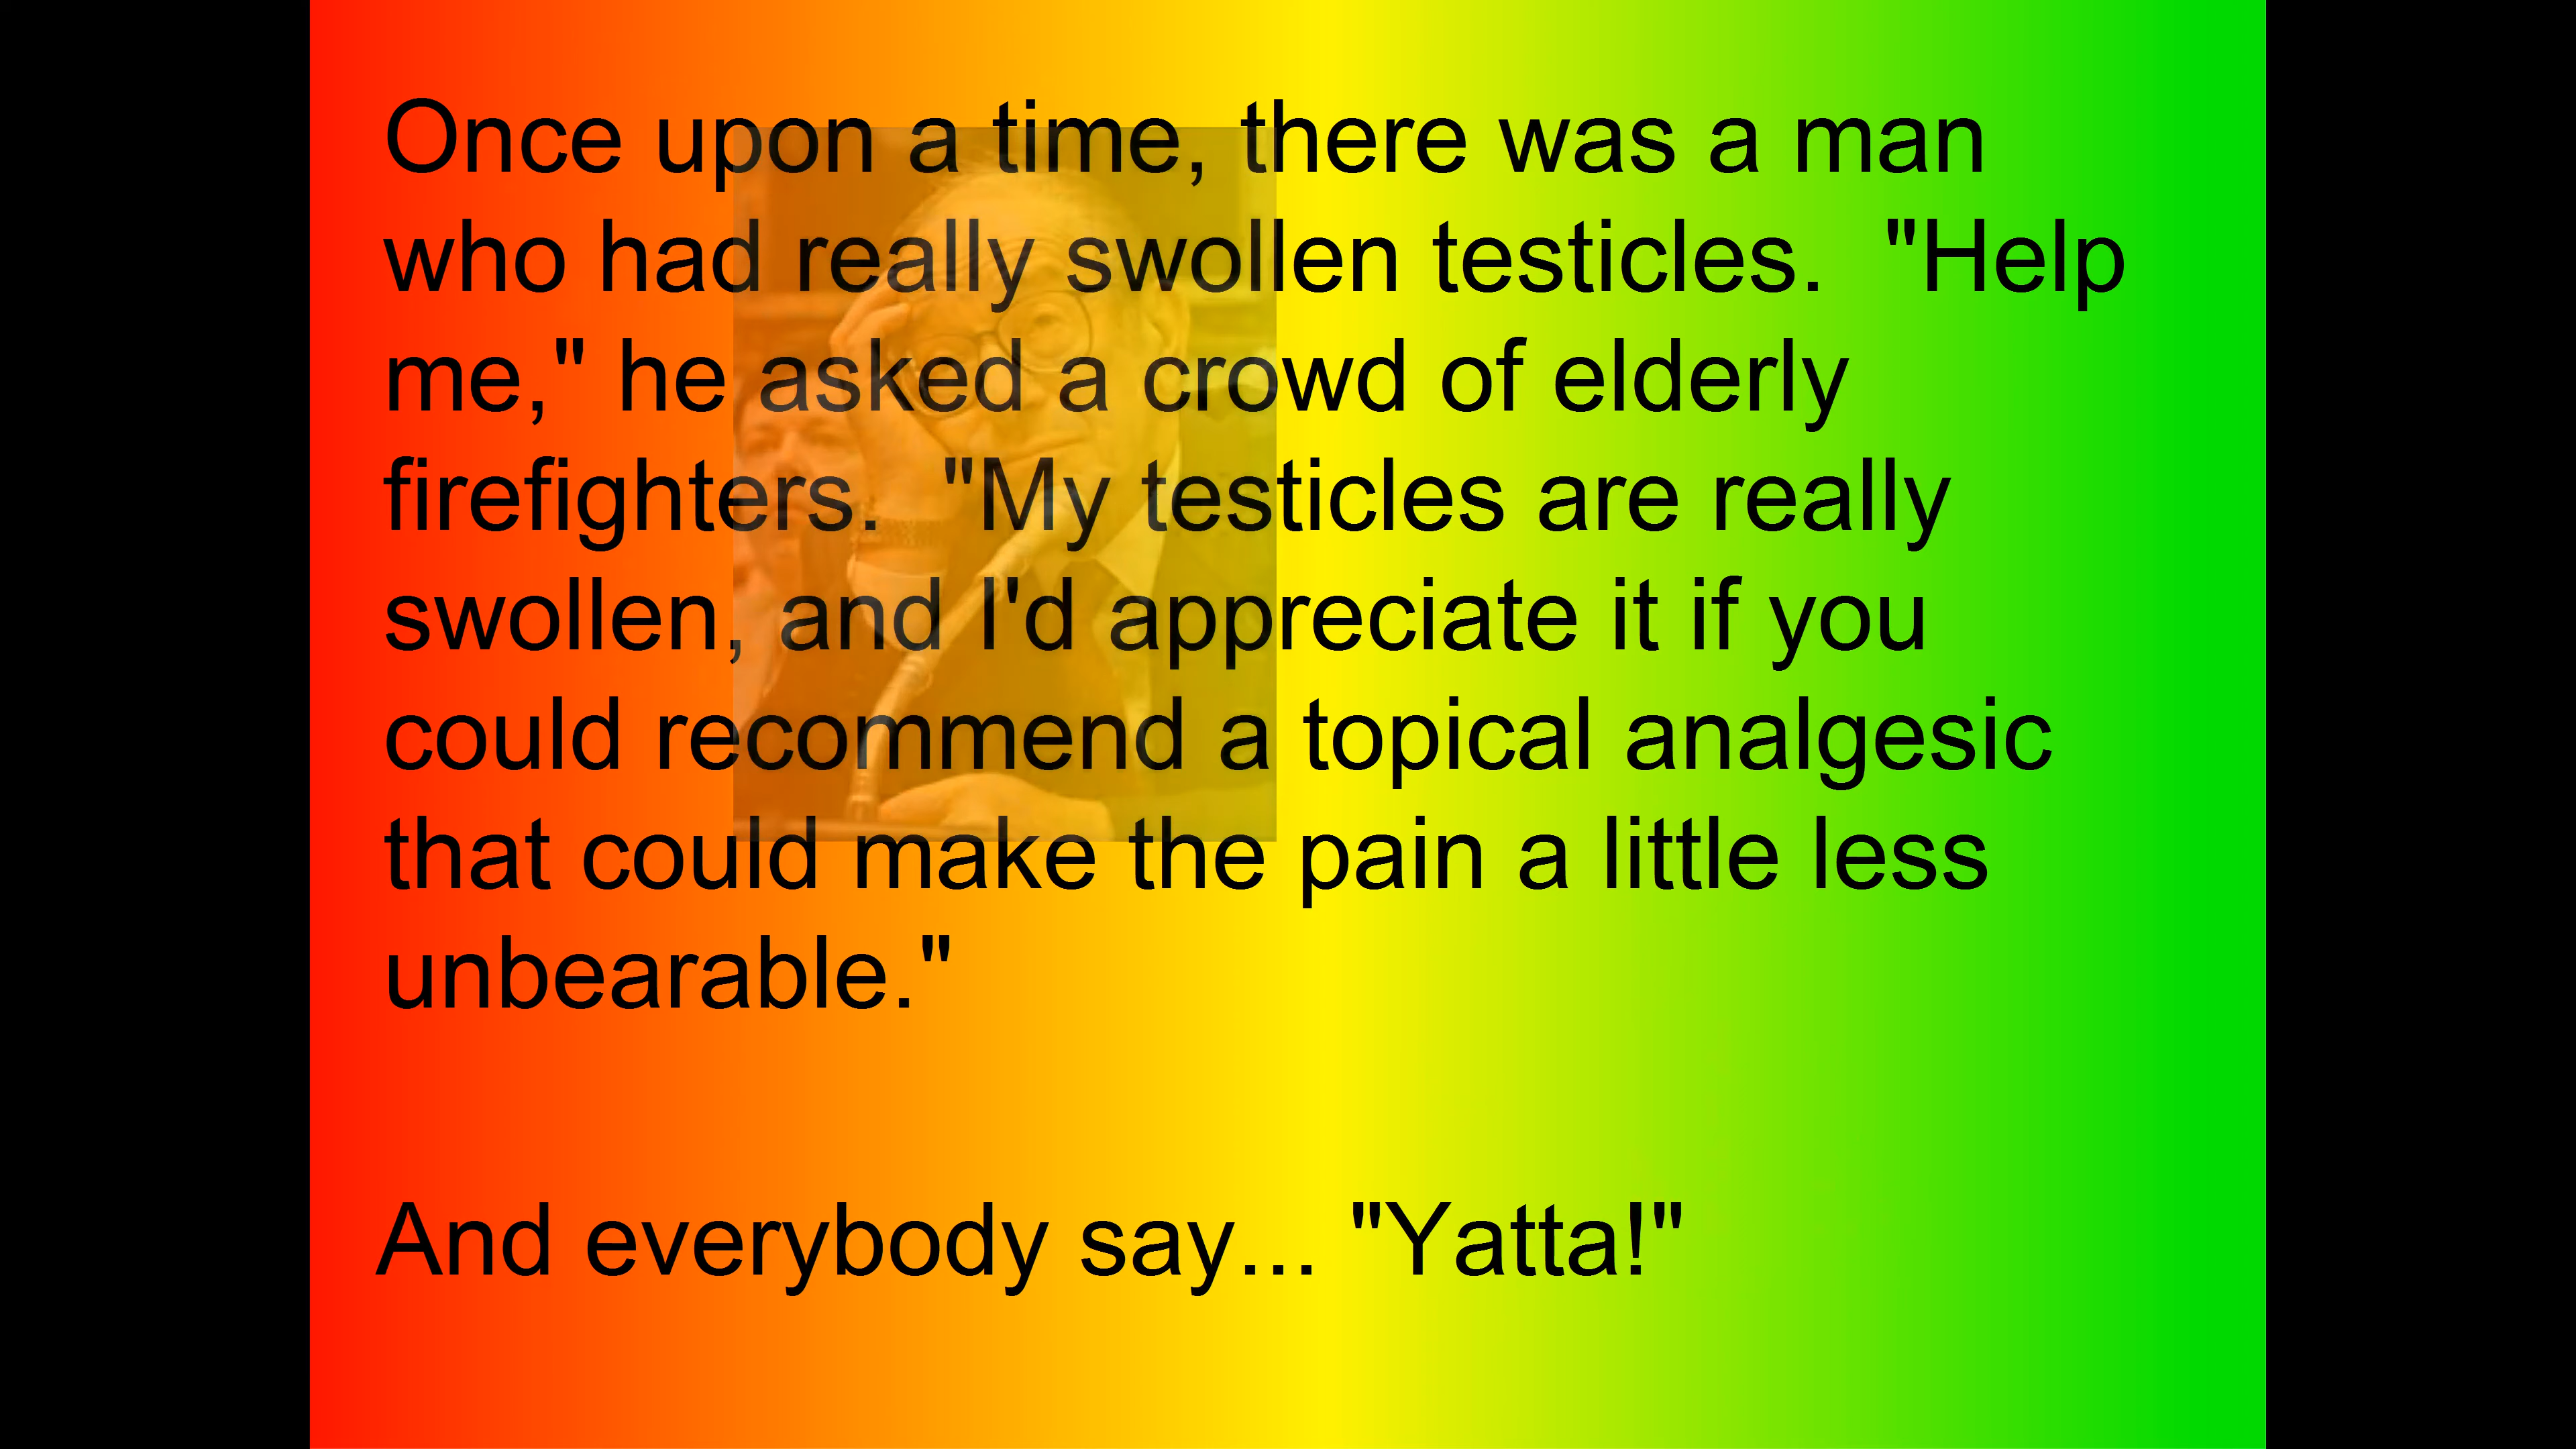 Once upon a time, there was a man
who had really swollen testicles.  "Help
me," he asked a crowd of elderly
firefighters.  "My testicles are really
swollen, and I'd appreciate it if you
could recommend a topical analgesic
that could make the pain a little less
unbearable."
And everybody say... "Yatta!"